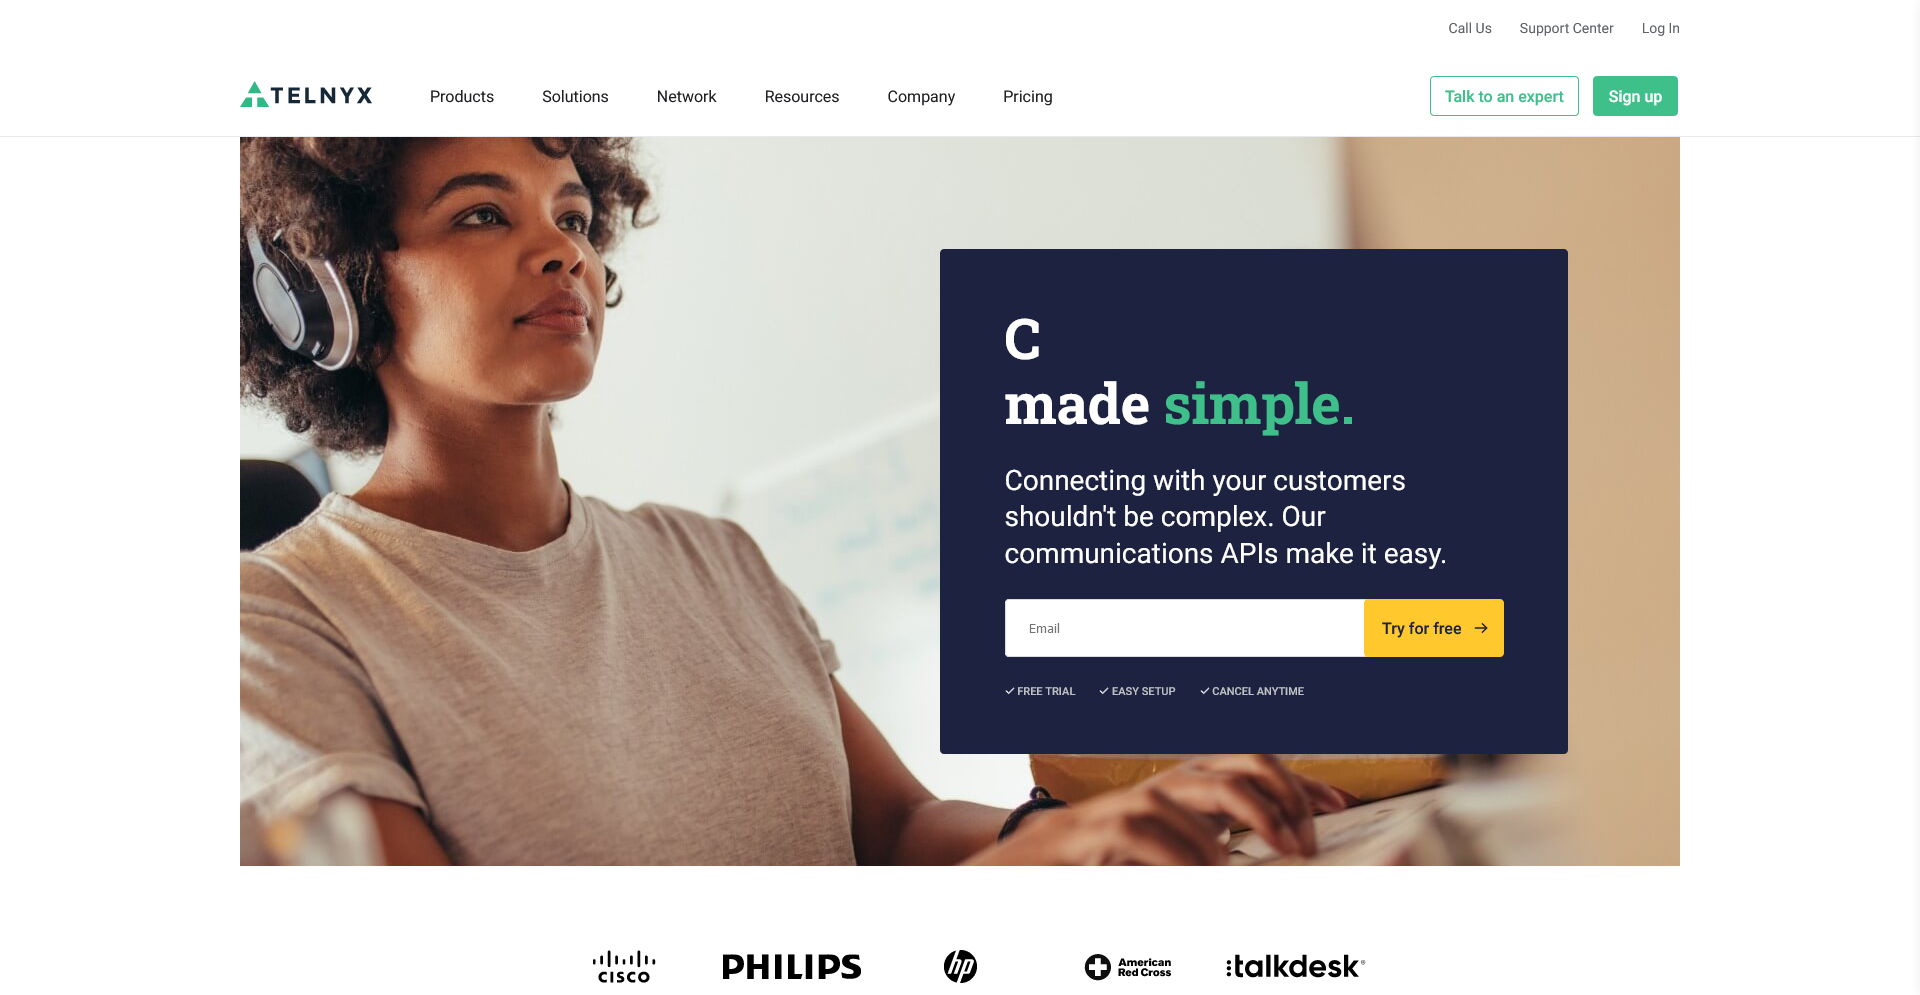 Call Us Support Center Log In
TELNYX Products Solutions Network Resources Company Pricing Talk to an expert Sign up
C
made simple.
Connecting with your customers
shouldn't be complex. Our
communications APIs make it easy.
Email Try for free →
✓ FREE TRIAL ✓ EASY SETUP ✓ CANCEL ANYTIME
CISCO PHILIPS hp American Red Cross :talkdesk®